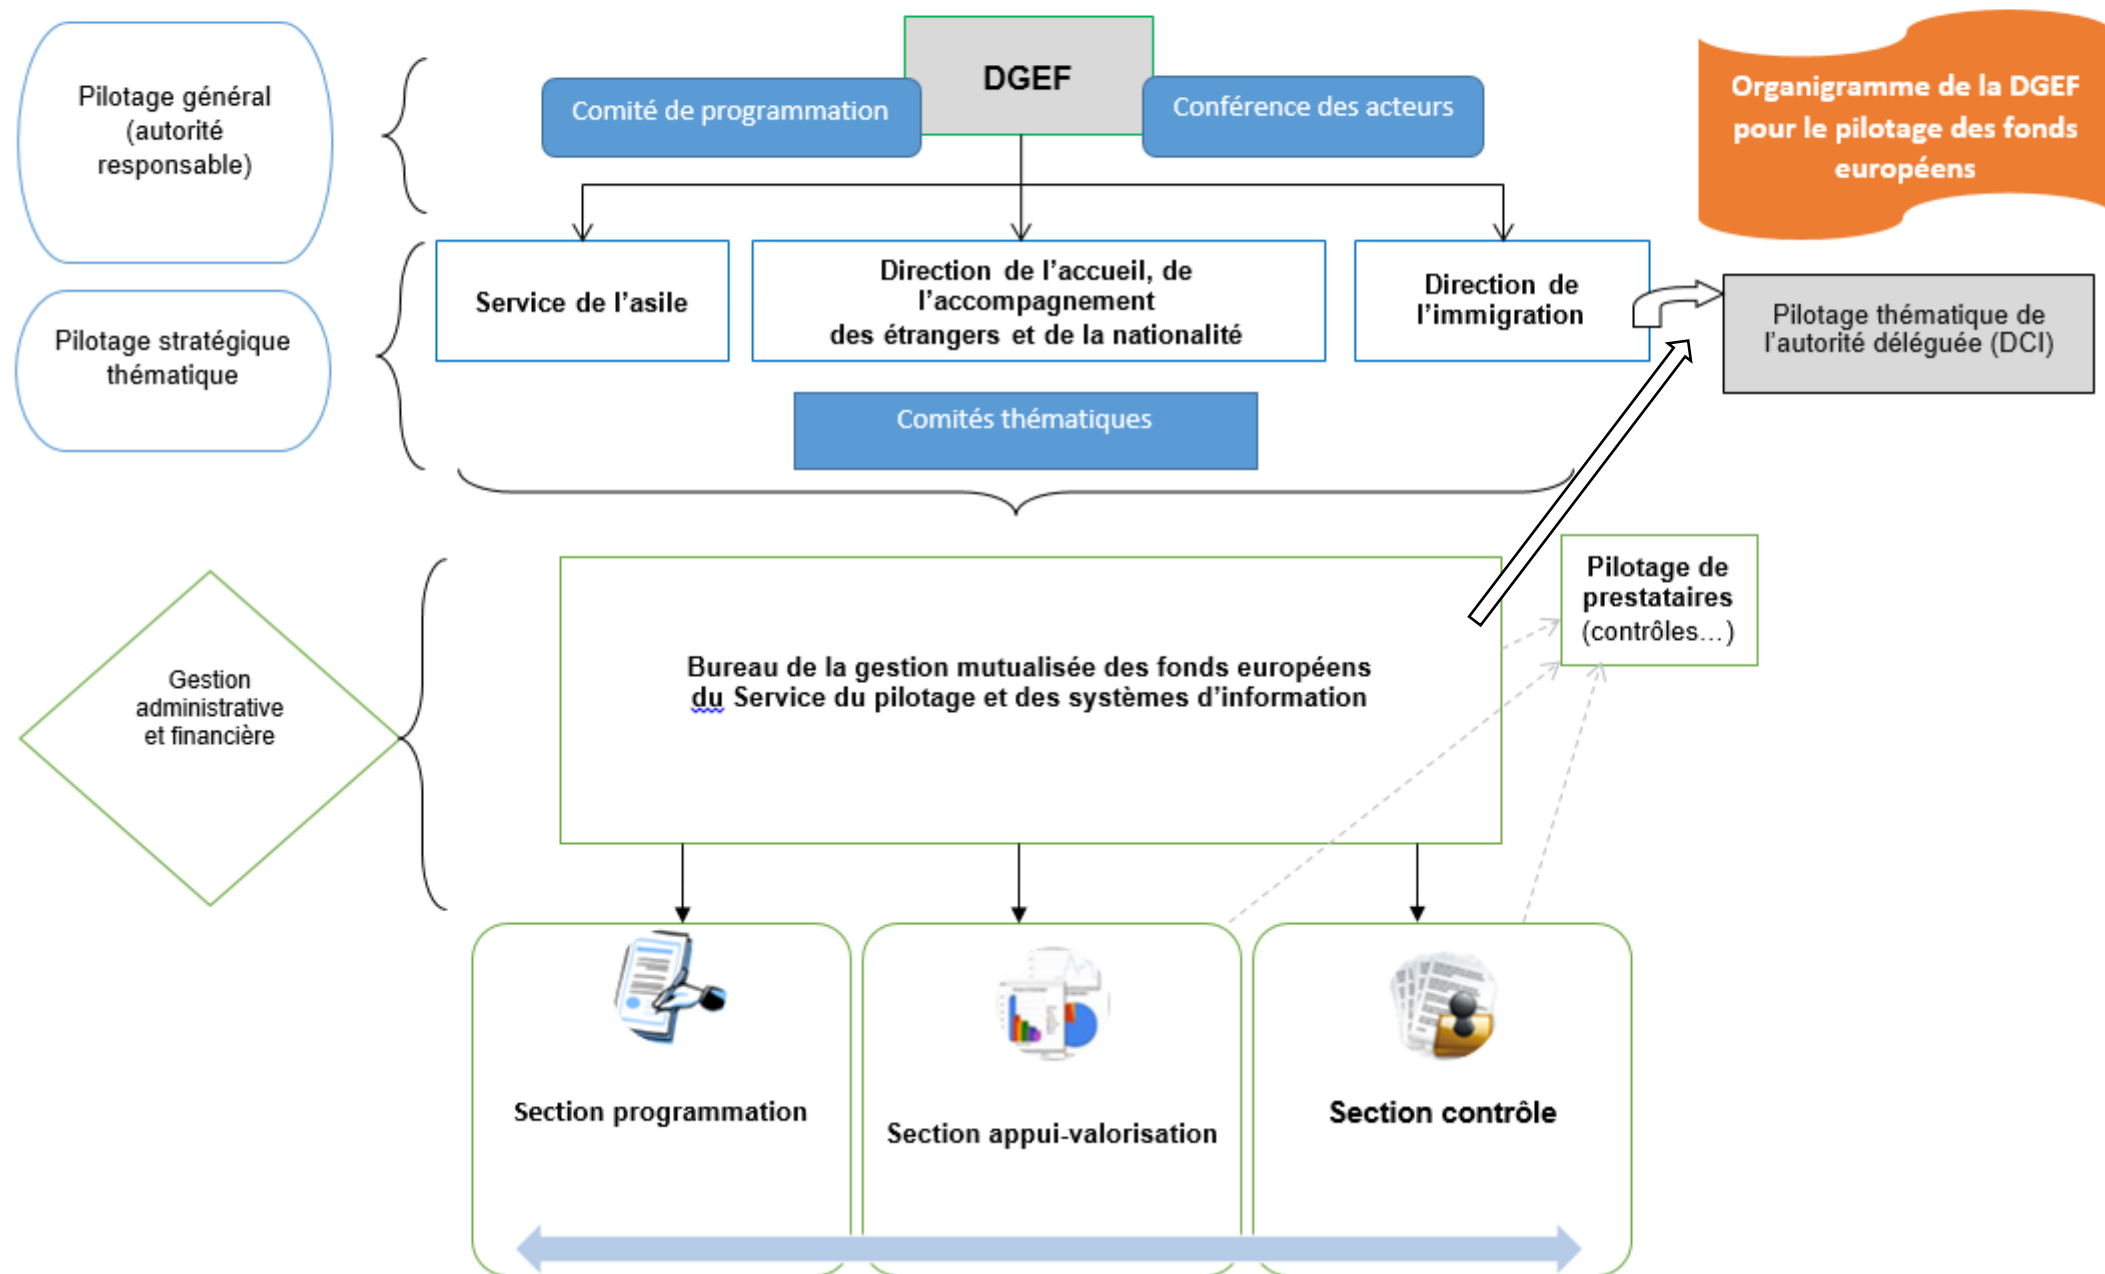 Pilotage général
(autorité
responsable)
DGEF
Comité de programmation
Conférence des acteurs
Organigramme de la DGEF
pour le pilotage des fonds
européens
Pilotage stratégique
thématique
Service de l'asile
Direction de l'accueil, de
l'accompagnement
des étrangers et de la nationalité
Direction de
l'immigration
Pilotage thématique de
l'autorité déléguée (DCI)
Comités thématiques
Gestion
administrative
et financière
Bureau de la gestion mutualisée des fonds européens
du Service du pilotage et des systèmes d'information
Pilotage de
prestataires
(contrôles…)
Section programmation
Section appui-valorisation
Section contrôle